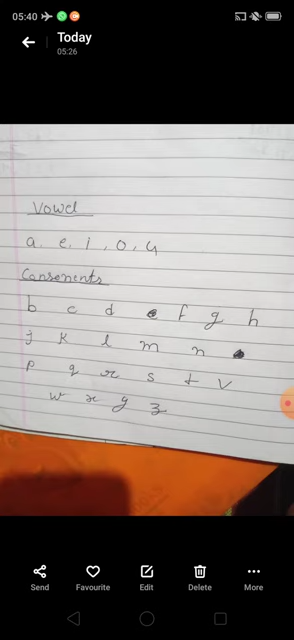 05:40
Today
05:26
Vowel
a. e, i, o, u
Consonents
b c d f g h
j k l m n
p q r s t v
w x y z
Send Favourite Edit Delete More